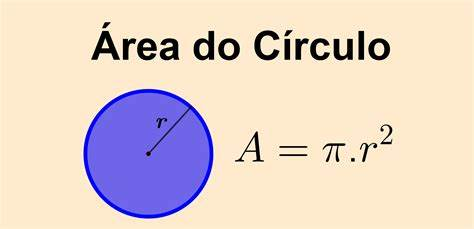 Área do Círculo
r
A = π.r²